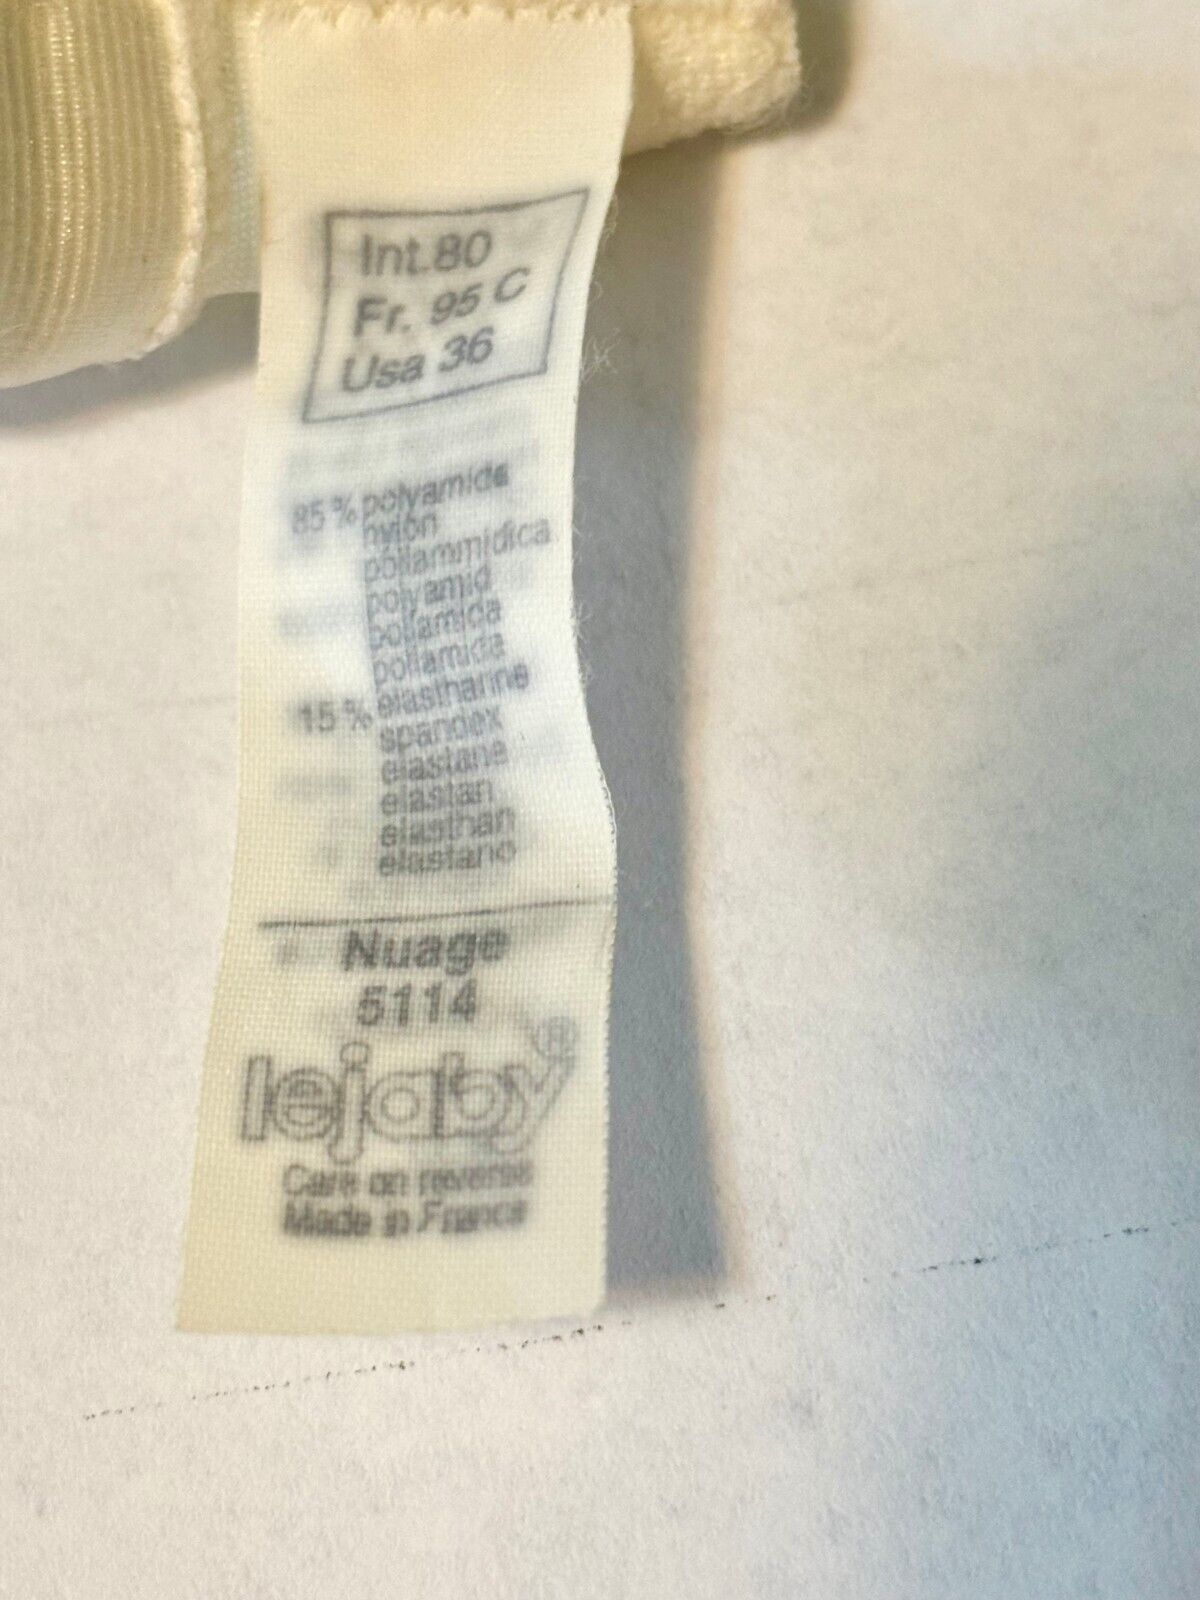 Int.80
Fr. 95 C
Usa 36
85% polyamide
nylon
poliammidica
polyamid
poliamida
poliamida
15% elasthanne
spandex
elastane
elastan
elasthan
elastano
Nuage
5114
lejaby®
Care on reverse
Made in France